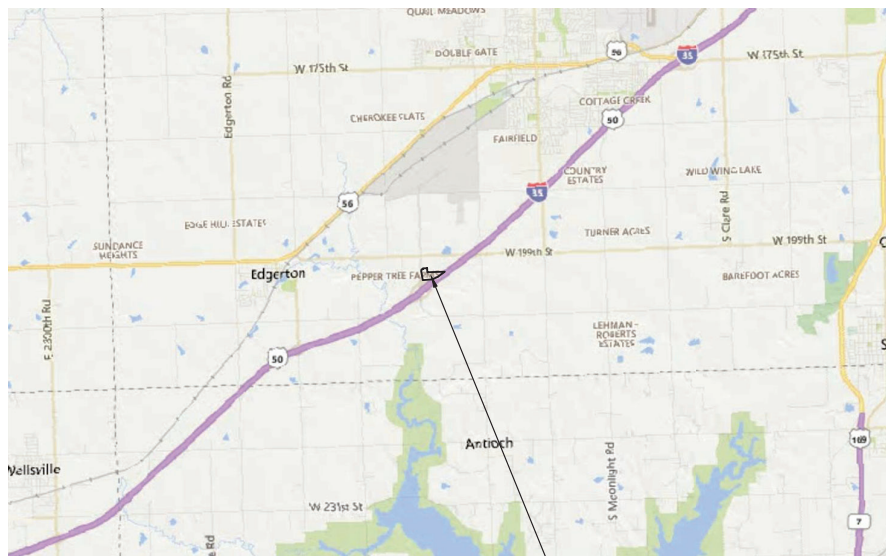 QUAIL MEADOWS
DOUBLE GATE
56
35
W 175th St
W 175th St
Edgerton Rd
COTTAGE CREEK
CHEROKEE FLATS
50
FAIRFIELD
COUNTRY
ESTATES
WILD WING LAKE
35
56
S Clare Rd
EDGE HILL ESTATES
TURNER ACRES
SUNDANCE
HEIGHTS
W 199th St
W 199th St
Edgerton
PEPPER TREE
BAREFOOT ACRES
E 2300th Rd
LEHMAN -
ROBERTS
ESTATES
50
Antioch
169
Wellsville
S Moonlight Rd
W 231st St
7
Rd